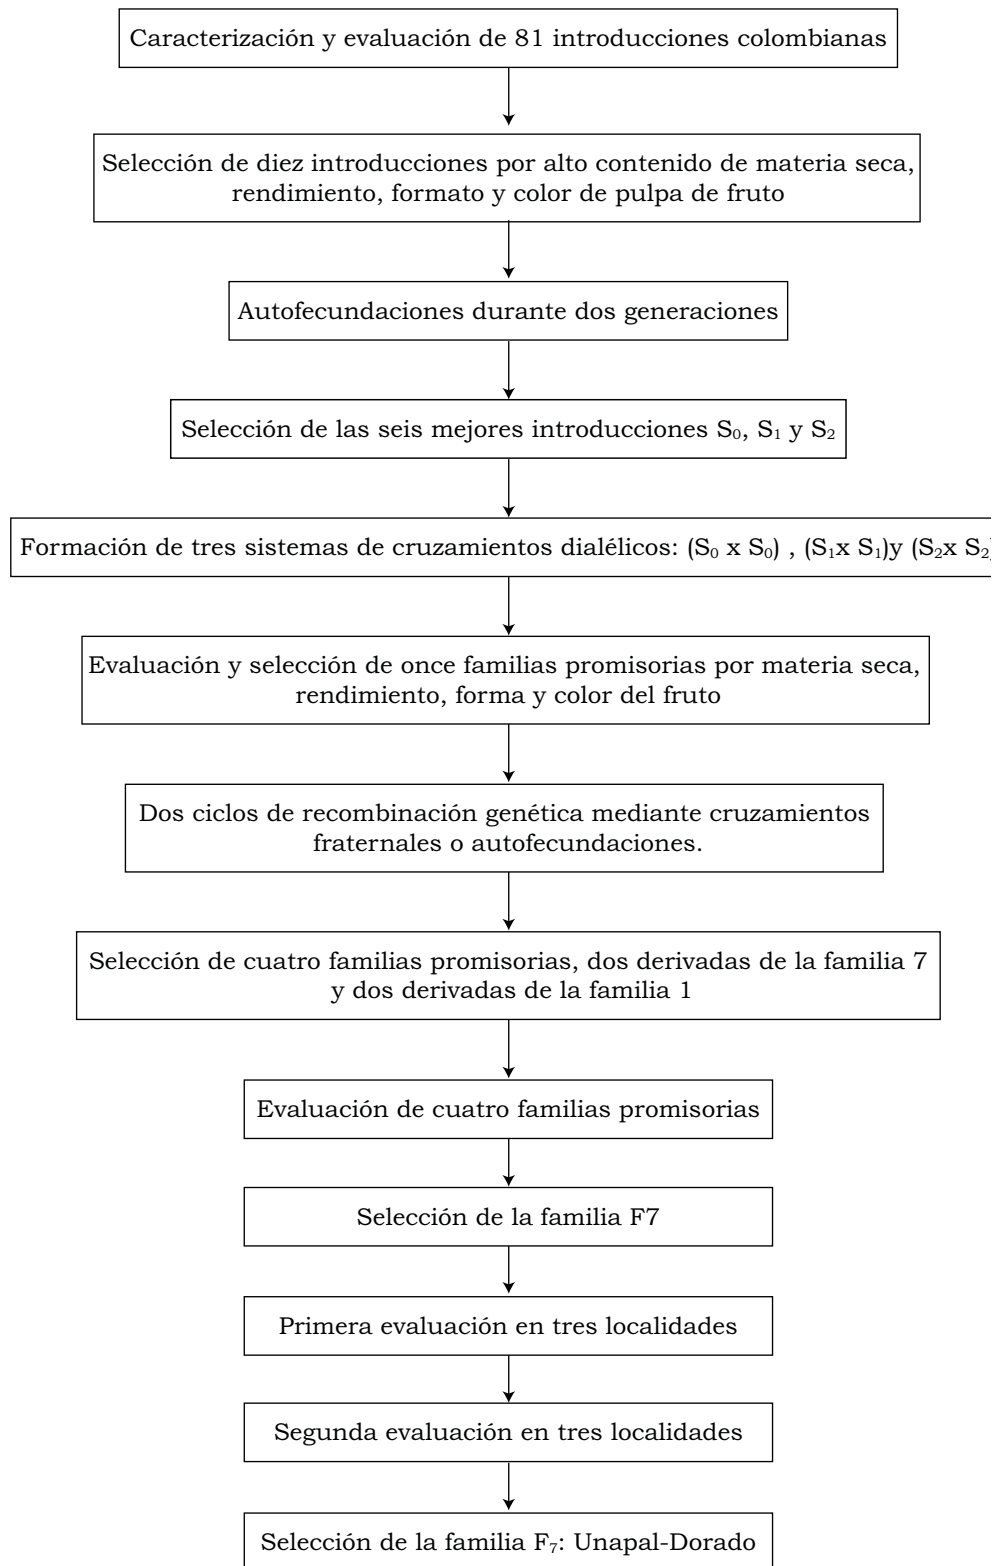 Caracterización y evaluación de 81 introducciones colombianas
Selección de diez introducciones por alto contenido de materia seca,
rendimiento, formato y color de pulpa de fruto
Autofecundaciones durante dos generaciones
Selección de las seis mejores introducciones S₀, S₁ y S₂
Formación de tres sistemas de cruzamientos dialélicos: (S₀ x S₀) , (S₁x S₁)y (S₂x S₂)
Evaluación y selección de once familias promisorias por materia seca,
rendimiento, forma y color del fruto
Dos ciclos de recombinación genética mediante cruzamientos
fraternales o autofecundaciones.
Selección de cuatro familias promisorias, dos derivadas de la familia 7
y dos derivadas de la familia 1
Evaluación de cuatro familias promisorias
Selección de la familia F7
Primera evaluación en tres localidades
Segunda evaluación en tres localidades
Selección de la familia F₇: Unapal-Dorado